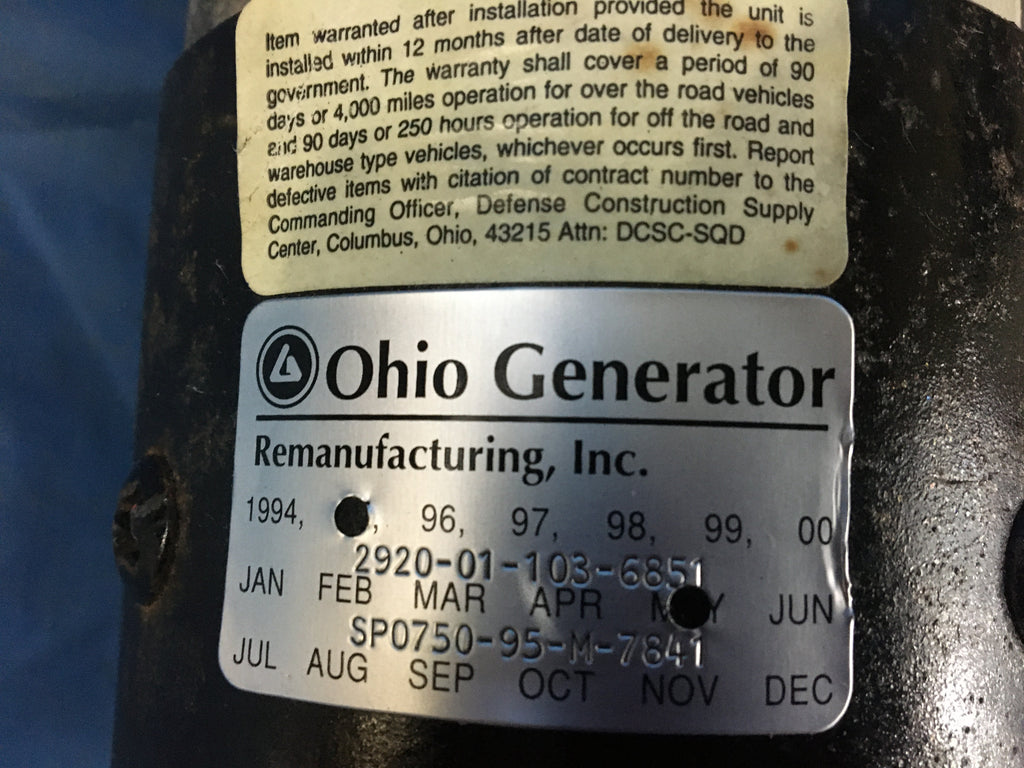 Item warranted after installation provided the unit is
installed within 12 months after date of delivery to the
government. The warranty shall cover a period of 90
days or 4,000 miles operation for over the road vehicles
and 90 days or 250 hours operation for off the road and
warehouse type vehicles, whichever occurs first. Report
defective items with citation of contract number to the
Commanding Officer, Defense Construction Supply
Center, Columbus, Ohio, 43215 Attn: DCSC-SQD
Ohio Generator
Remanufacturing, Inc.
1994, , 96, 97, 98, 99, 00
2920-01-103-6851
JAN FEB MAR APR MAY JUN
SP0750-95-M-7841
JUL AUG SEP OCT NOV DEC